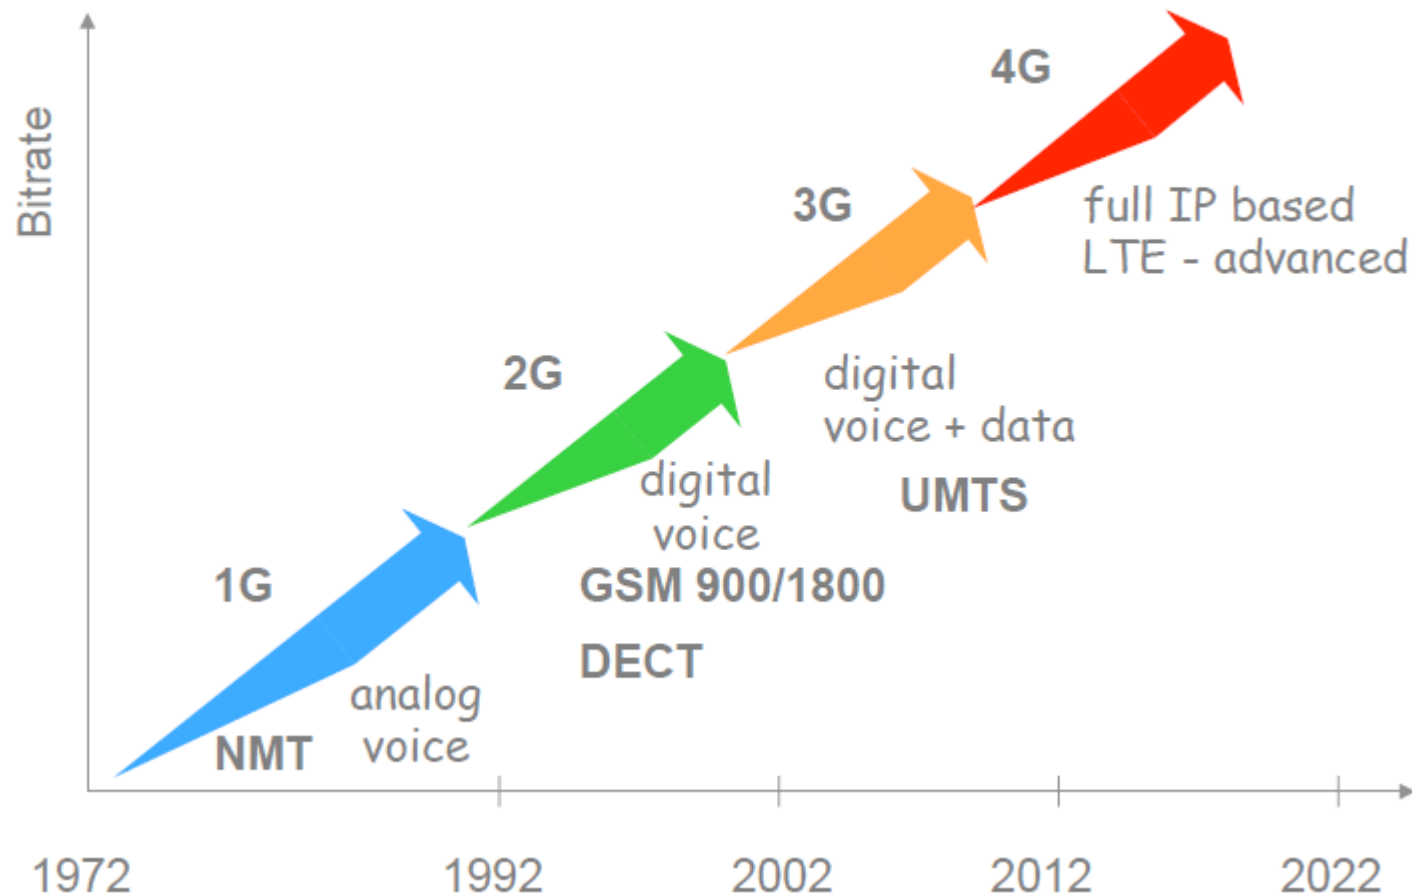 Bitrate
4G
full IP based
LTE - advanced
3G
digital
voice + data
UMTS
2G
digital
voice
GSM 900/1800
DECT
1G
analog
voice
NMT
1972
1992
2002
2012
2022